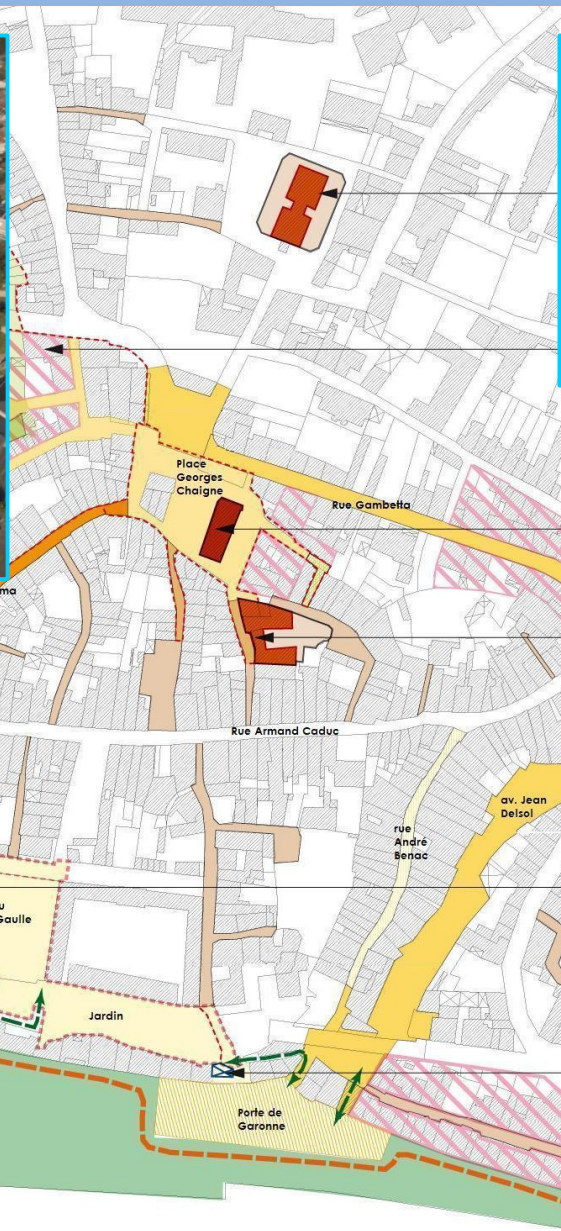 Place
Georges
Chaigne
Rue Gambetta
ma
Rue Armand Caduc
av. Jean
Delsol
rue
André
Benac
u
Gaulle
Jardin
Porte de
Garonne